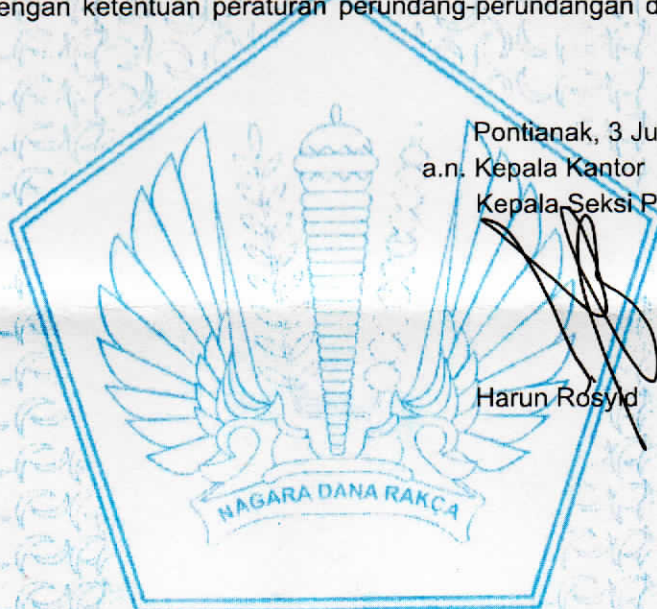 engan ketentuan peraturan perundang-perundangan d
Pontianak, 3 Ju
a.n. Kepala Kantor
Kepala Seksi P
Harun Rosyid
NAGARA DANA RAKÇA